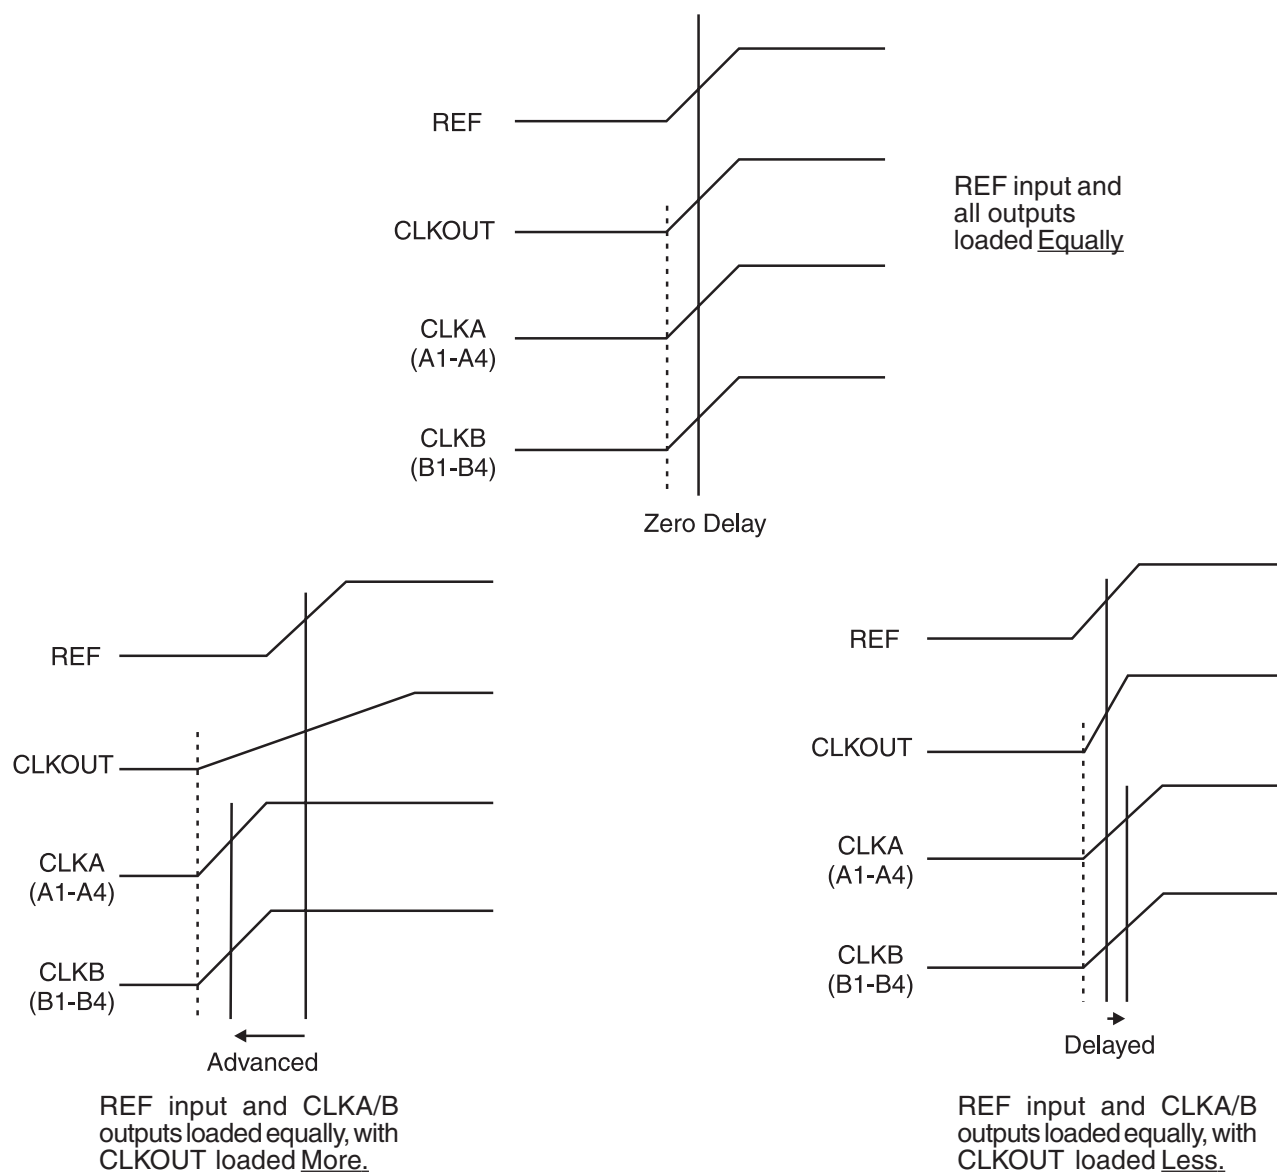 REF
CLKOUT
REF input and
all outputs
loaded Equally
CLKA
(A1-A4)
CLKB
(B1-B4)
Zero Delay
REF
CLKOUT
CLKA
(A1-A4)
CLKB
(B1-B4)
Advanced
REF input and CLKA/B
outputs loaded equally, with
CLKOUT loaded More.
REF
CLKOUT
CLKA
(A1-A4)
CLKB
(B1-B4)
Delayed
REF input and CLKA/B
outputs loaded equally, with
CLKOUT loaded Less.